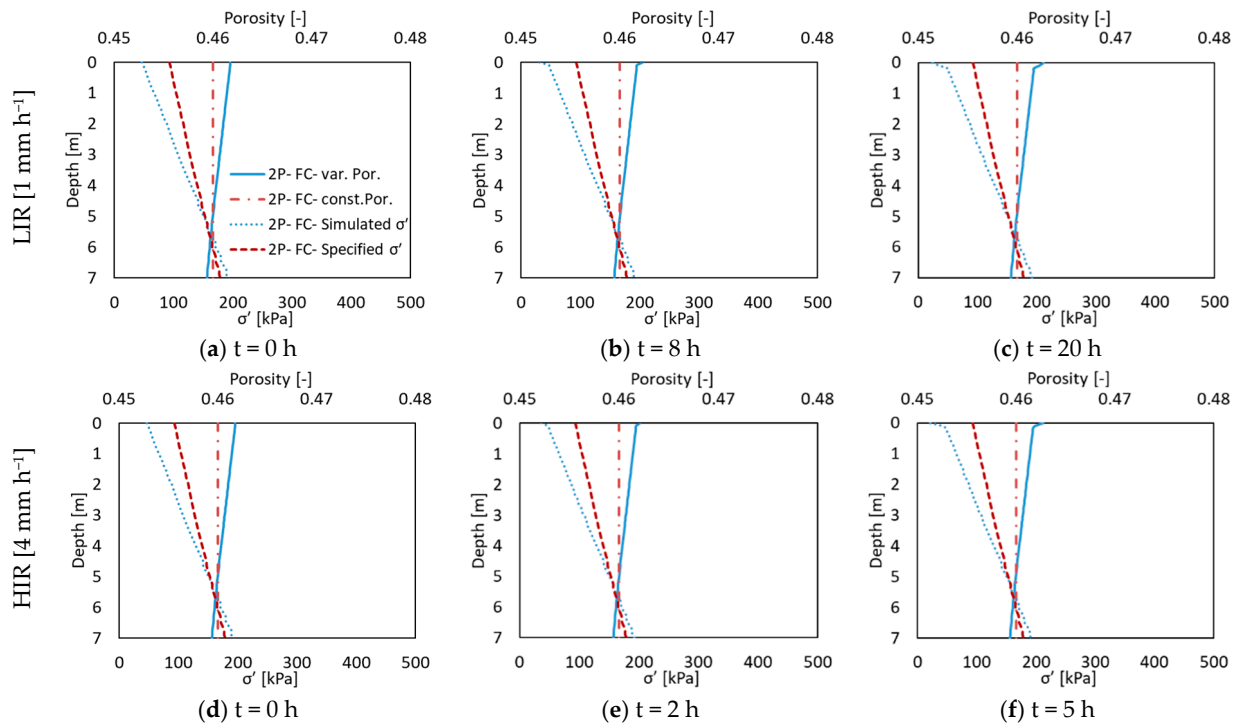 Porosity [-]
0.45 0.46 0.47 0.48
Porosity [-]
0.45 0.46 0.47 0.48
Porosity [-]
0.45 0.46 0.47 0.48
LIR [1 mm h⁻¹]
Depth [m]
0
1
2
3
4
5
6
7
2P- FC- var. Por.
2P- FC- const.Por.
2P- FC- Simulated σ’
2P- FC- Specified σ’
0 100 200 300 400 500
σ’ [kPa]
(a) t = 0 h
Depth [m]
0
1
2
3
4
5
6
7
0 100 200 300 400 500
σ’ [kPa]
(b) t = 8 h
Depth [m]
0
1
2
3
4
5
6
7
0 100 200 300 400 500
σ’ [kPa]
(c) t = 20 h
Porosity [-]
0.45 0.46 0.47 0.48
Porosity [-]
0.45 0.46 0.47 0.48
Porosity [-]
0.45 0.46 0.47 0.48
HIR [4 mm h⁻¹]
Depth [m]
0
1
2
3
4
5
6
7
0 100 200 300 400 500
σ’ [kPa]
(d) t = 0 h
Depth [m]
0
1
2
3
4
5
6
7
0 100 200 300 400 500
σ’ [kPa]
(e) t = 2 h
Depth [m]
0
1
2
3
4
5
6
7
0 100 200 300 400 500
σ’ [kPa]
(f) t = 5 h